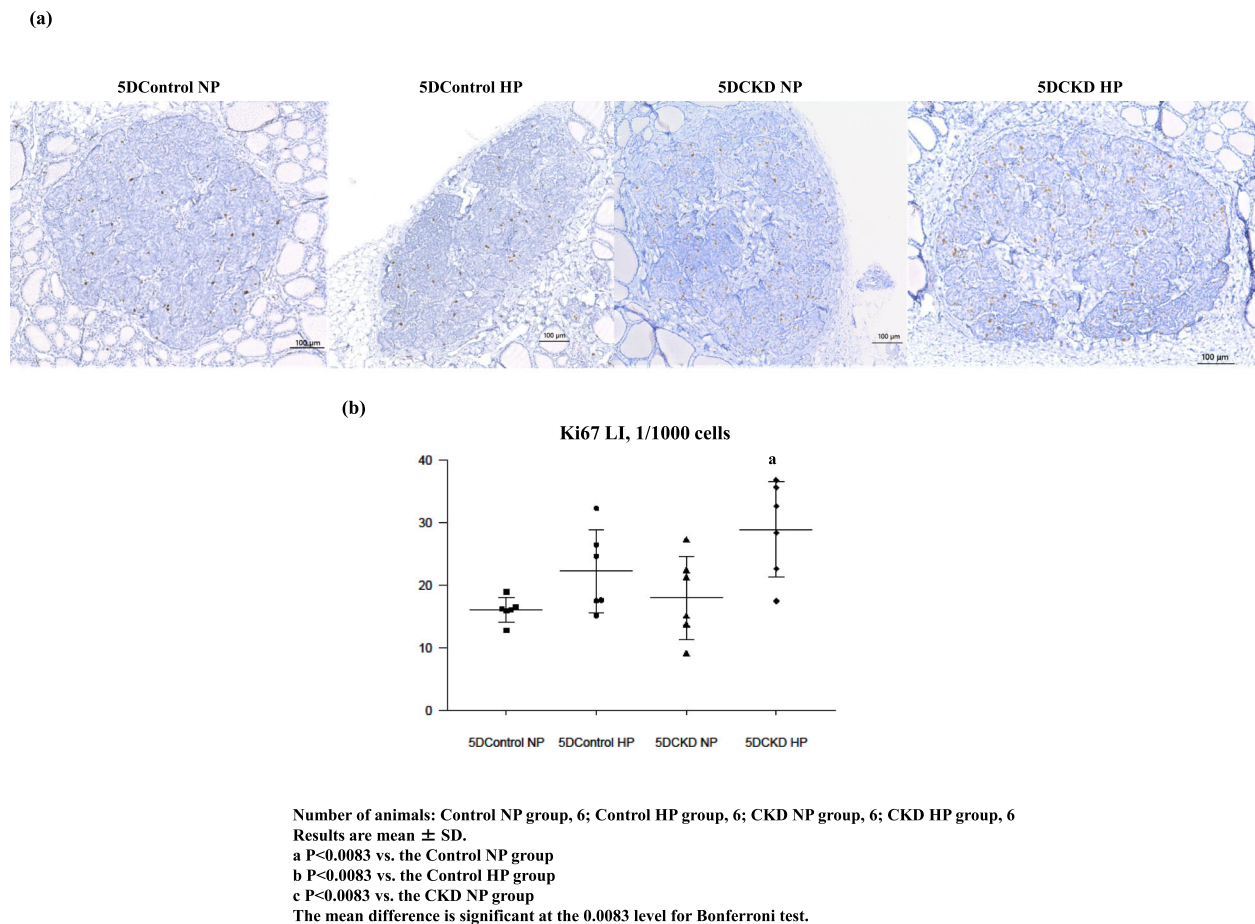 (a)
5DControl NP
5DControl HP
5DCKD NP
5DCKD HP
100 μm
100 μm
100 μm
100 μm
(b)
Ki67 LI, 1/1000 cells
a
40
30
20
10
0
5DControl NP
5DControl HP
5DCKD NP
5DCKD HP
Number of animals: Control NP group, 6; Control HP group, 6; CKD NP group, 6; CKD HP group, 6
Results are mean ± SD.
a P<0.0083 vs. the Control NP group
b P<0.0083 vs. the Control HP group
c P<0.0083 vs. the CKD NP group
The mean difference is significant at the 0.0083 level for Bonferroni test.